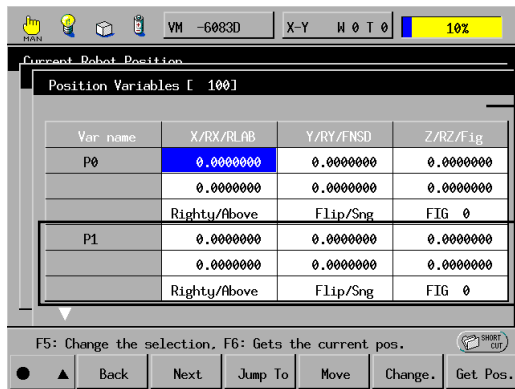 MAN VM -6083D X-Y W 0 T 0 10%
Current Robot Position
Position Variables [ 100]
Var name X/RX/RLAB Y/RY/FNSD Z/RZ/Fig
P0 0.0000000 0.0000000 0.0000000
0.0000000 0.0000000 0.0000000
Righty/Above Flip/Sng FIG 0
P1 0.0000000 0.0000000 0.0000000
0.0000000 0.0000000 0.0000000
Righty/Above Flip/Sng FIG 0
F5: Change the selection, F6: Gets the current pos. SHORT
CUT
Back Next Jump To Move Change. Get Pos.